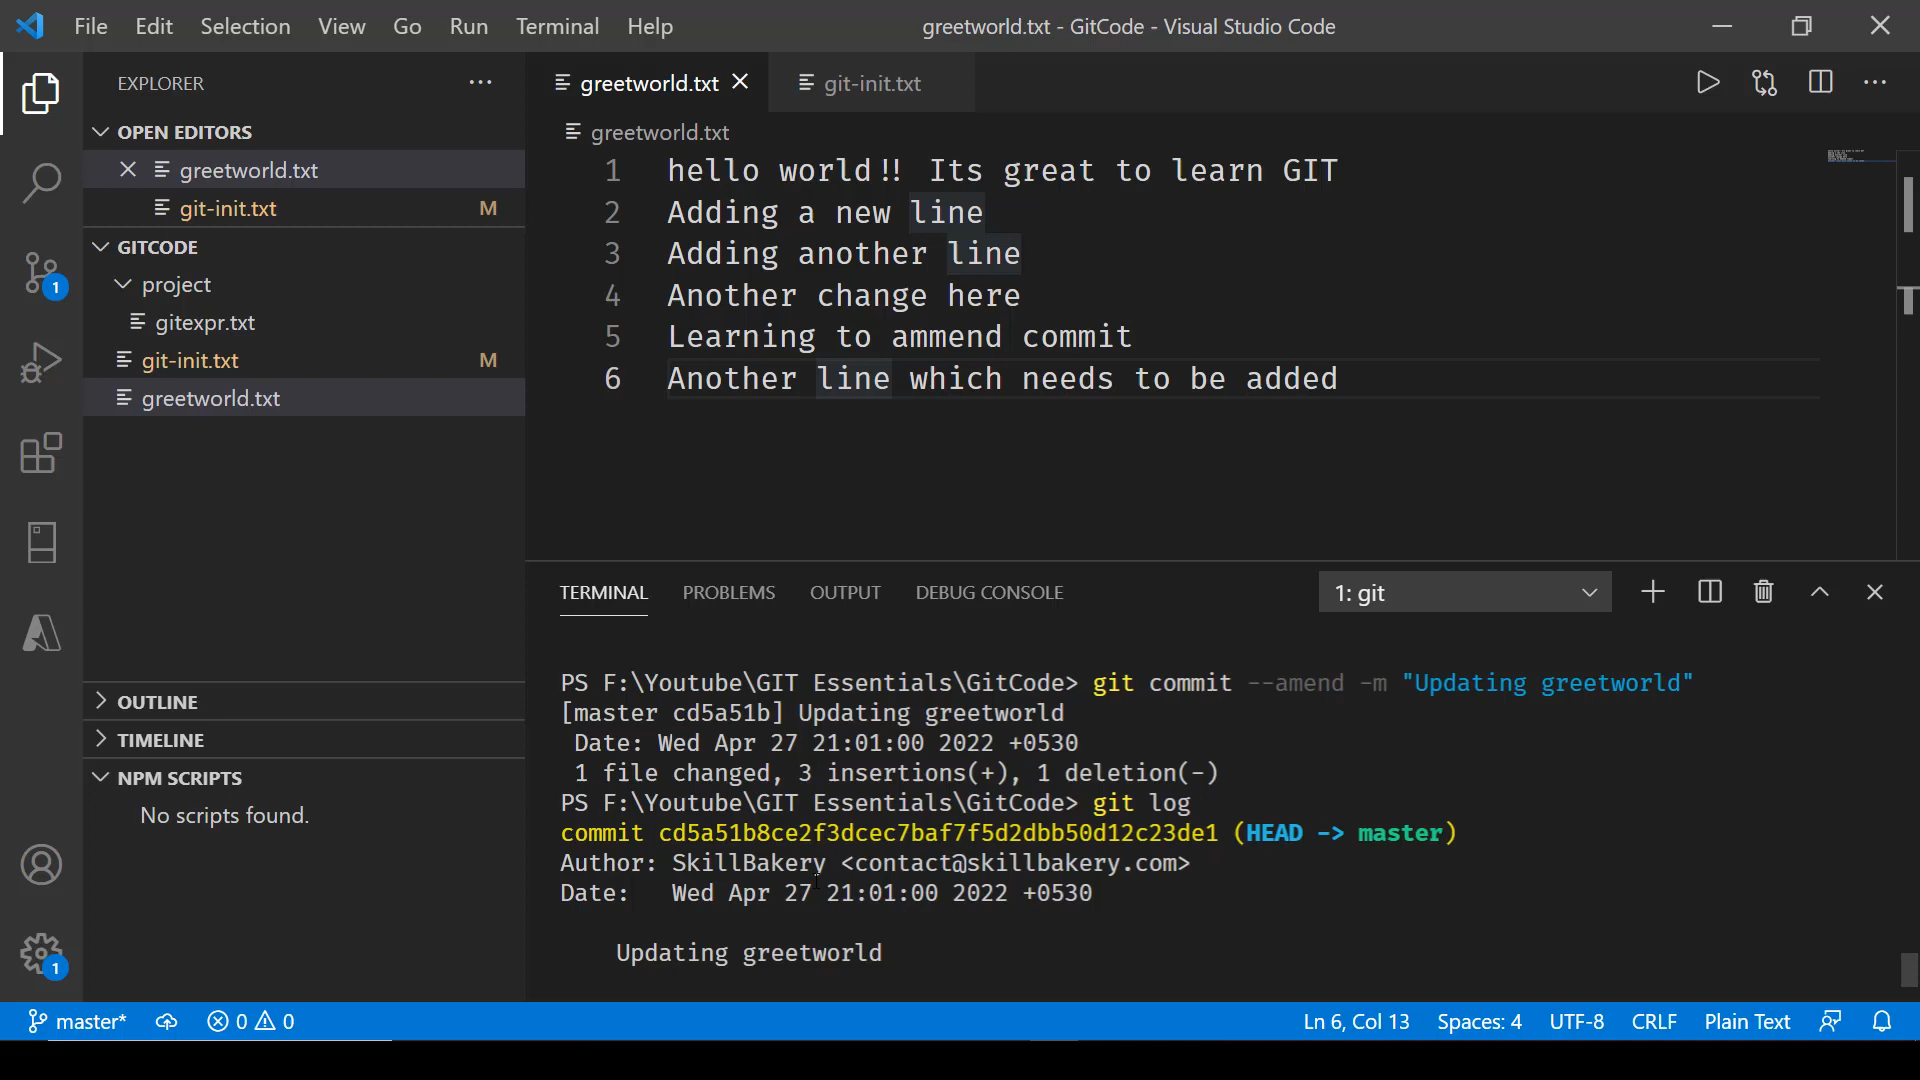 File Edit Selection View Go Run Terminal Help
greetworld.txt - GitCode - Visual Studio Code
EXPLORER
OPEN EDITORS
greetworld.txt
git-init.txt M
GITCODE
project
gitexpr.txt
git-init.txt M
greetworld.txt
OUTLINE
TIMELINE
NPM SCRIPTS
No scripts found.
1
1
greetworld.txt
git-init.txt
greetworld.txt
1 hello world!! Its great to learn GIT
2 Adding a new line
3 Adding another line
4 Another change here
5 Learning to ammend commit
6 Another line which needs to be added
TERMINAL PROBLEMS OUTPUT DEBUG CONSOLE
1: git
PS F:\Youtube\GIT Essentials\GitCode> git commit --amend -m "Updating greetworld"
[master cd5a51b] Updating greetworld
Date: Wed Apr 27 21:01:00 2022 +0530
1 file changed, 3 insertions(+), 1 deletion(-)
PS F:\Youtube\GIT Essentials\GitCode> git log
commit cd5a51b8ce2f3dcec7baf7f5d2dbb50d12c23de1 (HEAD -> master)
Author: SkillBakery <contact@skillbakery.com>
Date: Wed Apr 27 21:01:00 2022 +0530
Updating greetworld
master* 0 0
Ln 6, Col 13 Spaces: 4 UTF-8 CRLF Plain Text